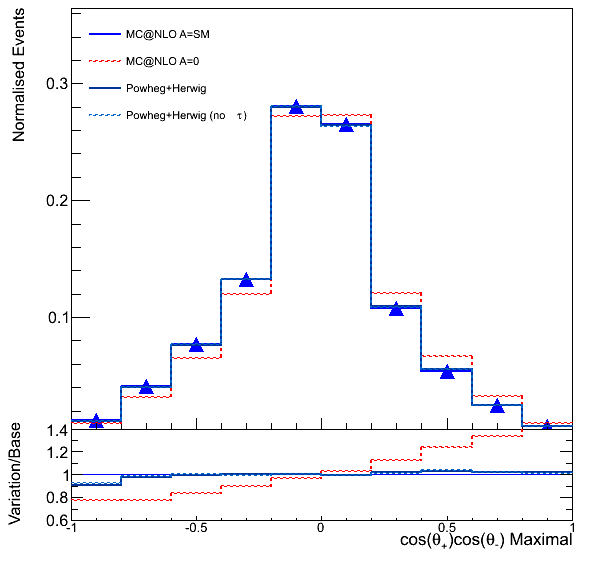 Normalised Events
MC@NLO A=SM
MC@NLO A=0
Powheg+Herwig
Powheg+Herwig (no τ)
0.3
0.2
0.1
Variation/Base
1.4
1.2
1
0.8
0.6
-1 -0.5 0 0.5 1
cos(θ₊)cos(θ₋) Maximal